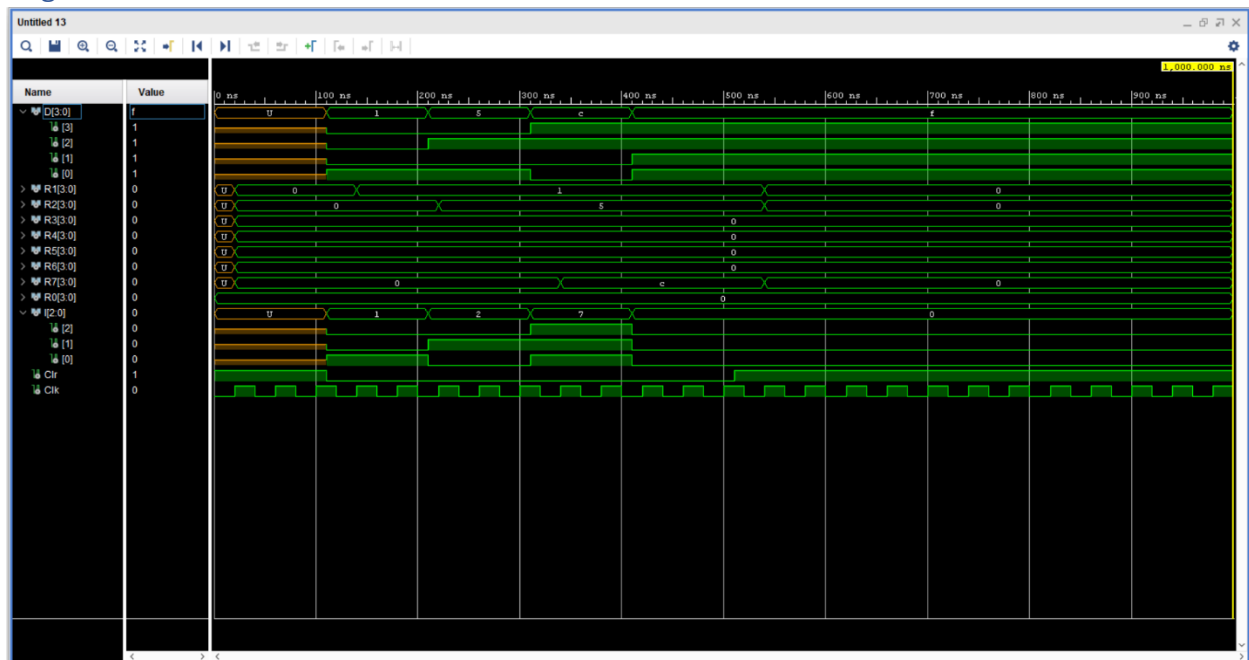 Untitled 13
1,000.000 ns
Name Value
0 ns 100 ns 200 ns 300 ns 400 ns 500 ns 600 ns 700 ns 800 ns 900 ns
D[3:0] f U 1 5 c f
[3] 1
[2] 1
[1] 1
[0] 1
R1[3:0] 0 U 0 1 0
R2[3:0] 0 U 0 5 0
R3[3:0] 0 U 0
R4[3:0] 0 U 0
R5[3:0] 0 U 0
R6[3:0] 0 U 0
R7[3:0] 0 U 0 c 0
R0[3:0] 0 0
I[2:0] 0 U 1 2 7 0
[2] 0
[1] 0
[0] 0
Clr 1
Clk 0